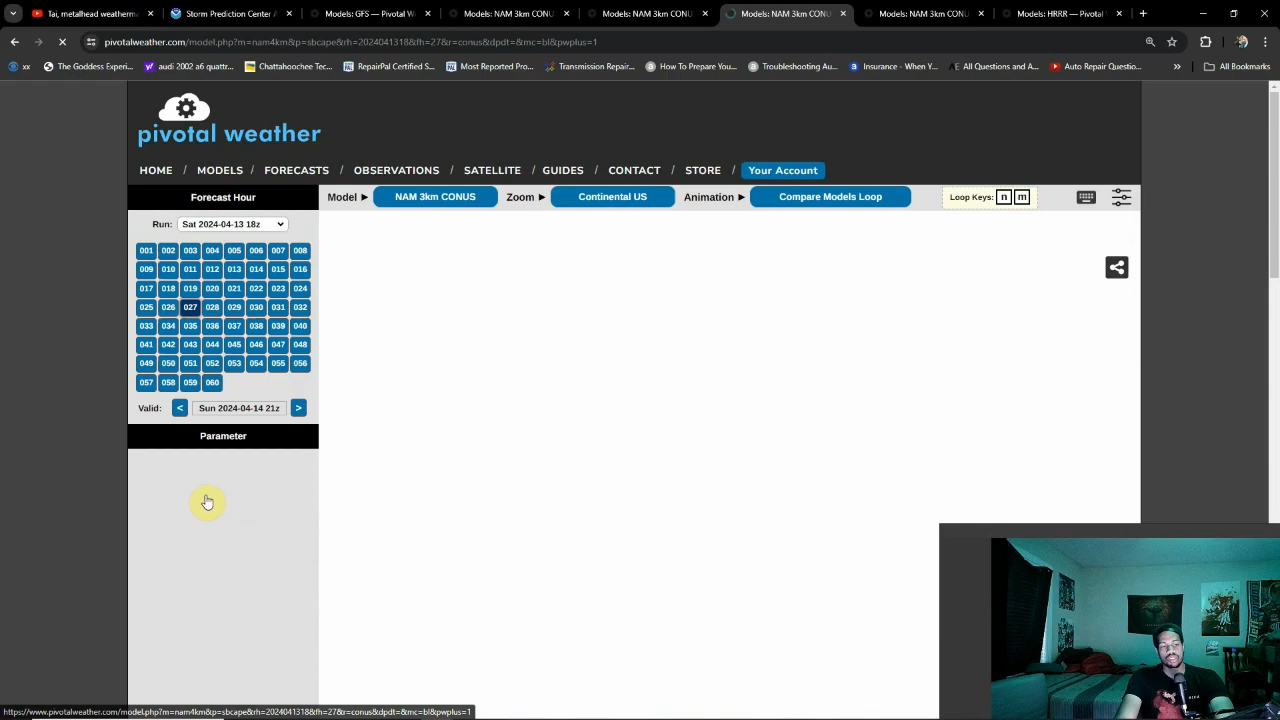 Tai, metalhead weatherma
Storm Prediction Center A
Models: GFS — Pivotal W
Models: NAM 3km CONUS
Models: NAM 3km CONU
Models: NAM 3km CONU
Models: NAM 3km CONU
Models: HRRR — Pivotal
pivotalweather.com/model.php?m=nam4km&p=sbcape&rh=2024041318&fh=27&r=conus&dpdt=&mc=bl&pwplus=1
xx
The Goddess Experi...
audi 2002 a6 quattr...
Chattahoochee Tec...
RepairPal Certified S...
Most Reported Pro...
Transmission Repair...
How To Prepare You...
Troubleshooting Au...
Insurance - When Y...
All Questions and A...
Auto Repair Questio...
All Bookmarks
pivotal weather
HOME / MODELS / FORECASTS / OBSERVATIONS / SATELLITE / GUIDES / CONTACT / STORE / Your Account
Forecast Hour
Model ▶ NAM 3km CONUS Zoom ▶ Continental US Animation ▶ Compare Models Loop Loop Keys: n m
Run: Sat 2024-04-13 18z
001 002 003 004 005 006 007 008
009 010 011 012 013 014 015 016
017 018 019 020 021 022 023 024
025 026 027 028 029 030 031 032
033 034 035 036 037 038 039 040
041 042 043 044 045 046 047 048
049 050 051 052 053 054 055 056
057 058 059 060
Valid: < Sun 2024-04-14 21z >
Parameter
https://www.pivotalweather.com/model.php?m=nam4km&p=sbcape&rh=2024041318&fh=27&r=conus&dpdt=&mc=bl&pwplus=1